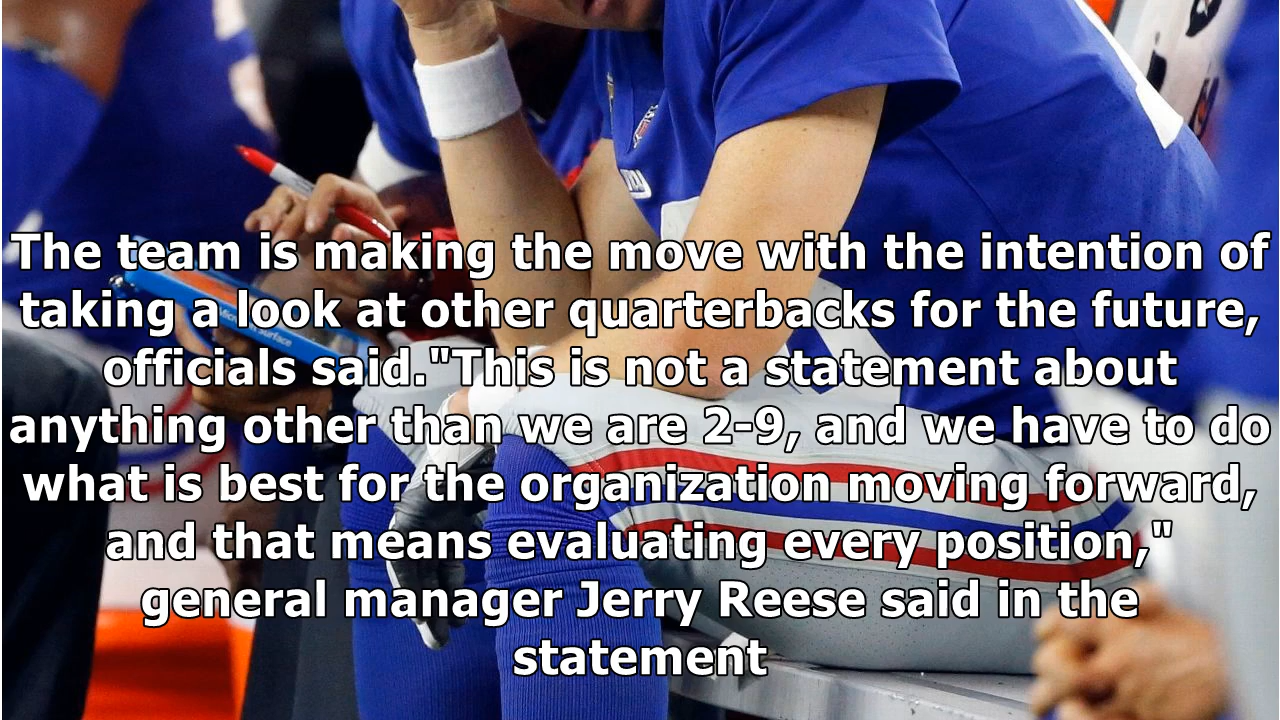 The team is making the move with the intention of
taking a look at other quarterbacks for the future,
officials said."This is not a statement about
anything other than we are 2-9, and we have to do
what is best for the organization moving forward,
and that means evaluating every position,"
general manager Jerry Reese said in the
statement
Microsoft Surface